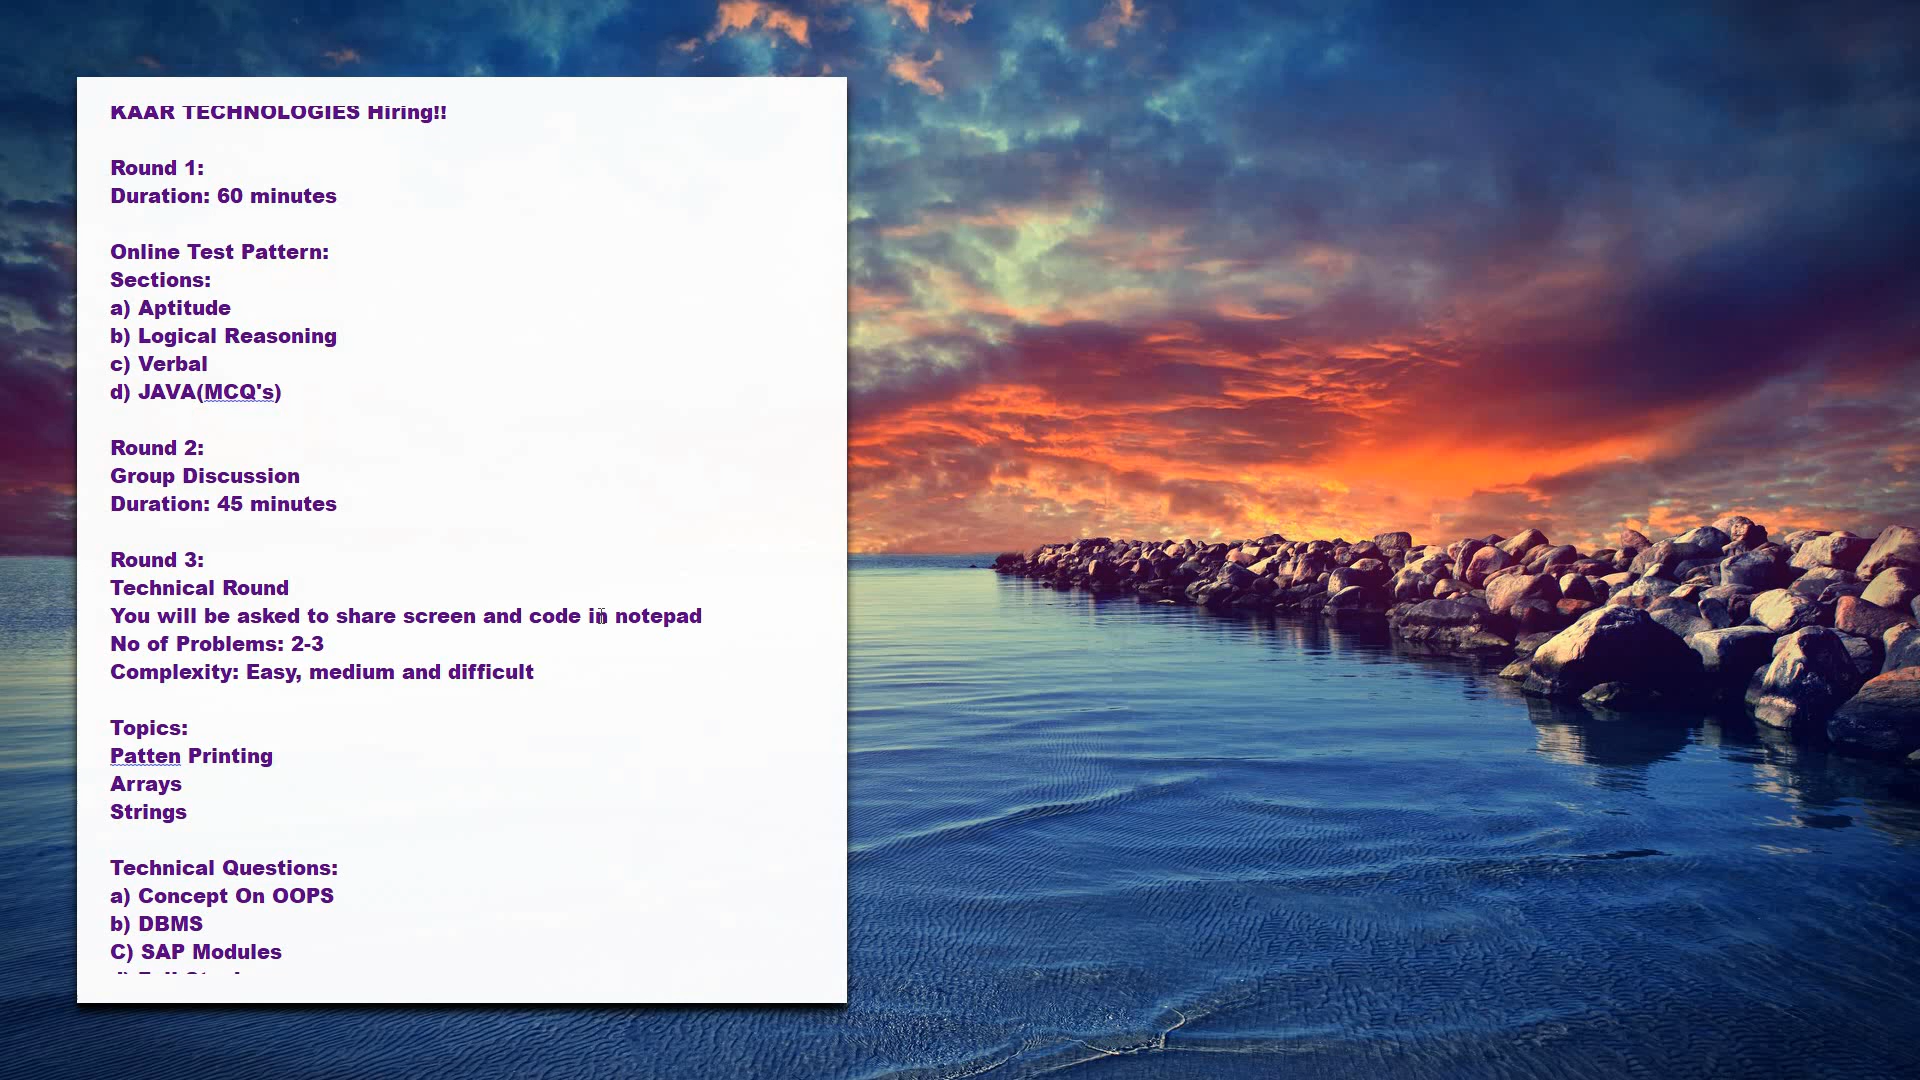 KAAR TECHNOLOGIES Hiring!!
Round 1:
Duration: 60 minutes
Online Test Pattern:
Sections:
a) Aptitude
b) Logical Reasoning
c) Verbal
d) JAVA(MCQ's)
Round 2:
Group Discussion
Duration: 45 minutes
Round 3:
Technical Round
You will be asked to share screen and code in notepad
No of Problems: 2-3
Complexity: Easy, medium and difficult
Topics:
Patten Printing
Arrays
Strings
Technical Questions:
a) Concept On OOPS
b) DBMS
C) SAP Modules